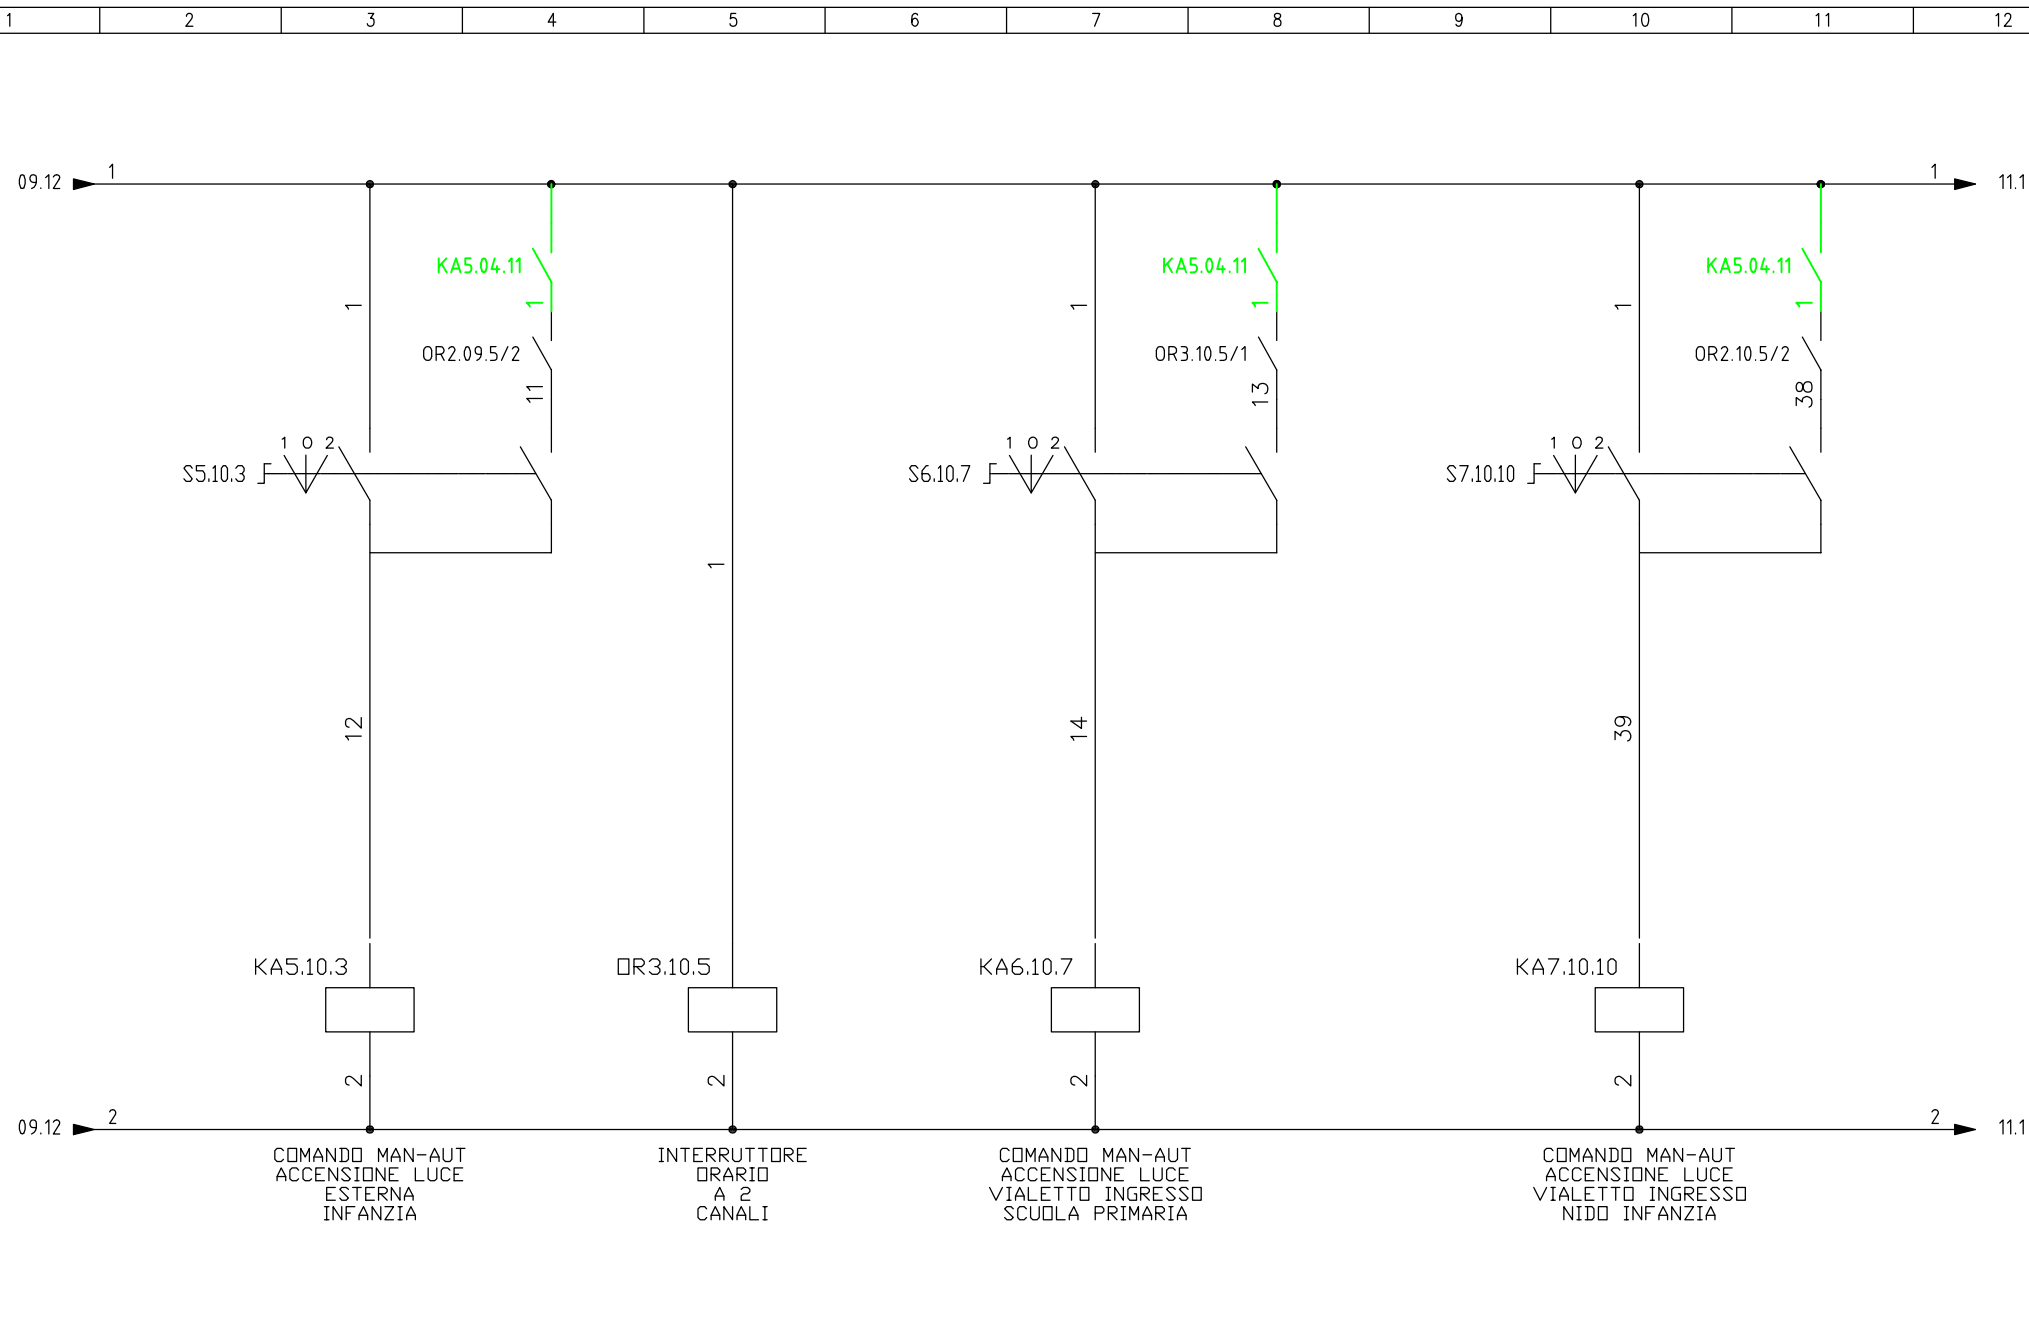 1 2 3 4 5 6 7 8 9 10 11 12
09.12 1 1 11.1
KA5.04.11 KA5.04.11 KA5.04.11
1 1 1 1 1 1
OR2.09.5/2 OR3.10.5/1 OR2.10.5/2
11 13 38
1 0 2 1 0 2 1 0 2
S5.10.3 S6.10.7 S7.10.10
1
12 14 39
KA5.10.3 OR3.10.5 KA6.10.7 KA7.10.10
2 2 2 2
09.12 2 2 11.1
COMANDO MAN-AUT
ACCENSIONE LUCE
ESTERNA
INFANZIA
INTERRUTTORE
ORARIO
A 2
CANALI
COMANDO MAN-AUT
ACCENSIONE LUCE
VIALETTO INGRESSO
SCUOLA PRIMARIA
COMANDO MAN-AUT
ACCENSIONE LUCE
VIALETTO INGRESSO
NIDO INFANZIA